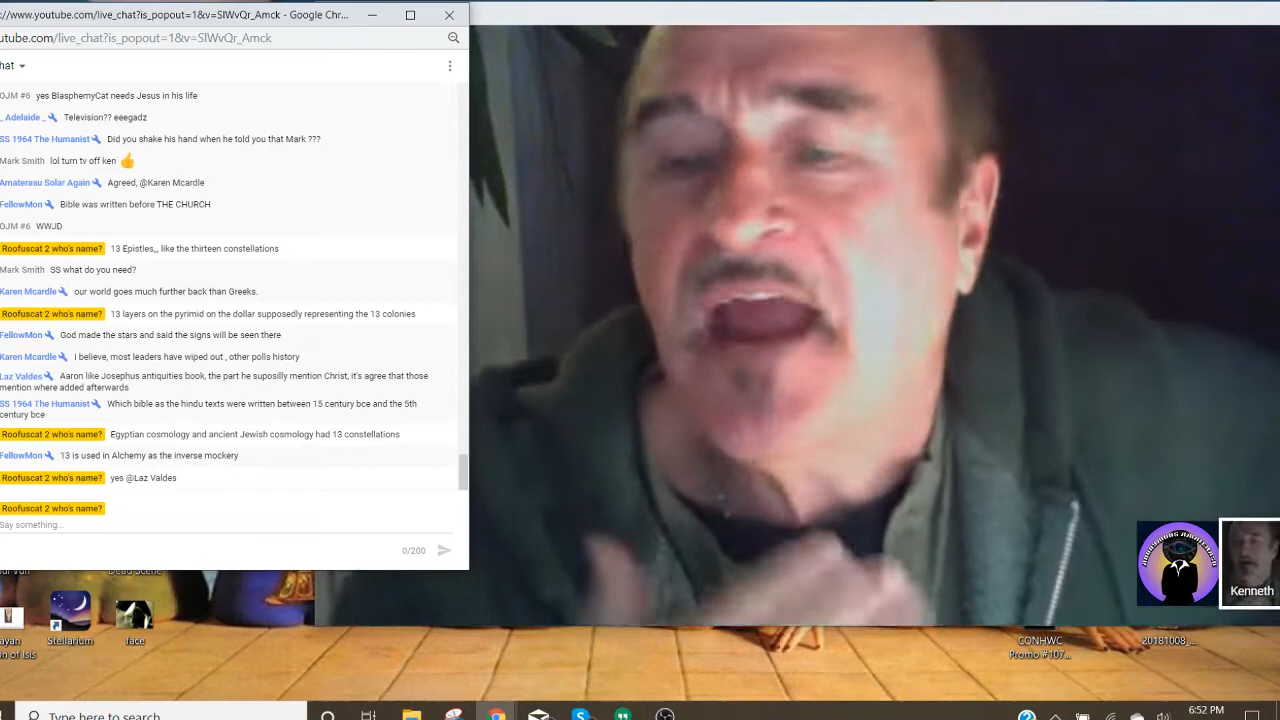 ://www.youtube.com/live_chat?is_popout=1&v=SlWvQr_Amck - Google Chr...
utube.com/live_chat?is_popout=1&v=SlWvQr_Amck
hat
OJM #6 yes BlasphemyCat needs Jesus in his life
_ Adelaide _ Television?? eeegadz
SS 1964 The Humanist Did you shake his hand when he told you that Mark ???
Mark Smith lol turn tv off ken 👍
Amaterasu Solar Again Agreed, @Karen Mcardle
FellowMon Bible was written before THE CHURCH
OJM #6 WWJD
Roofuscat 2 who's name? 13 Epistles,,, like the thirteen constellations
Mark Smith SS what do you need?
Karen Mcardle our world goes much further back than Greeks.
Roofuscat 2 who's name? 13 layers on the pyrimid on the dollar supposedly representing the 13 colonies
FellowMon God made the stars and said the signs will be seen there
Karen Mcardle I believe, most leaders have wiped out , other polls history
Laz Valdes Aaron like Josephus antiquities book, the part he suposilly mention Christ, it's agree that those
mention where added afterwards
SS 1964 The Humanist Which bible as the hindu texts were written between 15 century bce and the 5th
century bce
Roofuscat 2 who's name? Egyptian cosmology and ancient Jewish cosmology had 13 constellations
FellowMon 13 is used in Alchemy as the inverse mockery
Roofuscat 2 who's name? yes @Laz Valdes
Roofuscat 2 who's name?
Say something...
0/200
Kenneth
ayan
on of Isis
Stellarium
face
CONHWC
Promo #107...
20181008_...
Type here to search
6:52 PM